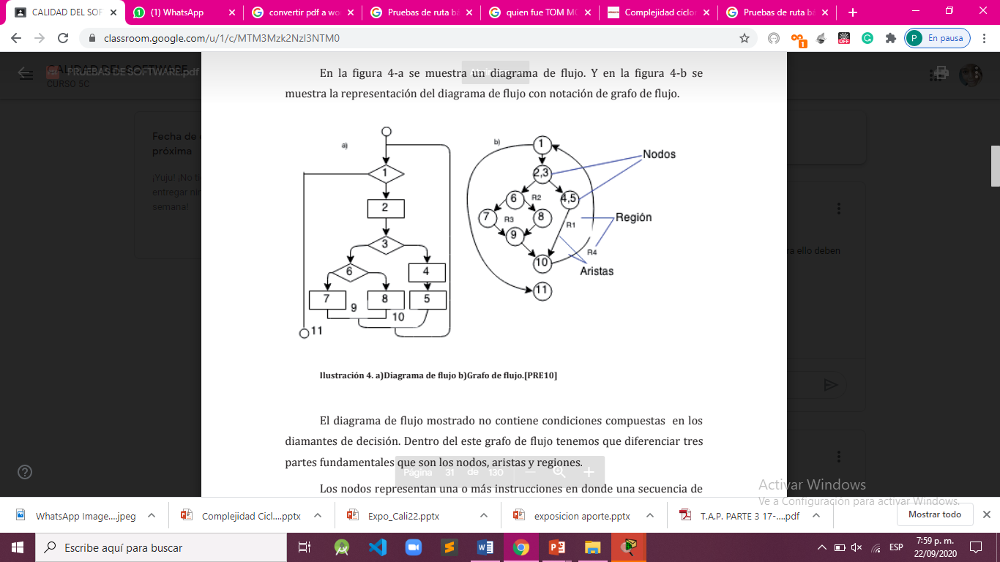 CALIDAD DEL SOF
(1) WhatsApp
convertir pdf a wo
Pruebas de ruta bá
quien fue TOM MC
Complejidad ciclo
Pruebas de ruta bá
classroom.google.com/u/1/c/MTM3Mzk2NzI3NTM0
1
OFF
P En pausa
CALIDAD DEL SOFTWARE
PRUEBAS DE SOFTWARE.pdf
CURSO 5C
Fecha de
próxima
¡Yuju! ¡No ti
entregar nin
semana!
ra ello deben
En la figura 4-a se muestra un diagrama de flujo. Y en la figura 4-b se
muestra la representación del diagrama de flujo con notación de grafo de flujo.
a)
1
2
3
6
4
7
8
5
9
10
11
b)
1
2,3
6
R2
4,5
7
R3
8
9
R1
10
R4
11
Nodos
Región
Aristas
Ilustración 4. a)Diagrama de flujo b)Grafo de flujo.[PRE10]
El diagrama de flujo mostrado no contiene condiciones compuestas en los
diamantes de decisión. Dentro del este grafo de flujo tenemos que diferenciar tres
partes fundamentales que son los nodos, aristas y regiones.
Página 31 de 130
Los nodos representan una o más instrucciones en donde una secuencia de
Activar Windows
Ve a Configuración para activar Windows.
WhatsApp Image....jpeg
Complejidad Cicl....pptx
Expo_Cali22.pptx
exposicion aporte.pptx
T.A.P. PARTE 3 17-....pdf
Mostrar todo
Escribe aquí para buscar
ESP
7:59 p. m.
22/09/2020